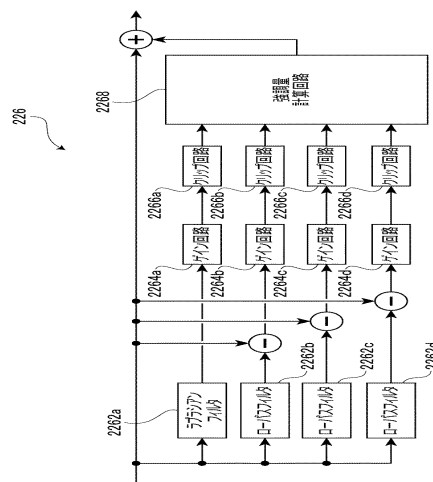 226
2262a
ラプラシアン
フィルタ
2262b
ローパスフィルタ
2262c
ローパスフィルタ
2262d
ローパスフィルタ
−
−
−
2264a
ゲイン回路
2264b
ゲイン回路
2264c
ゲイン回路
2264d
ゲイン回路
2266a
クリップ回路
2266b
クリップ回路
2266c
クリップ回路
2266d
クリップ回路
2268
強調量
計算回路
+